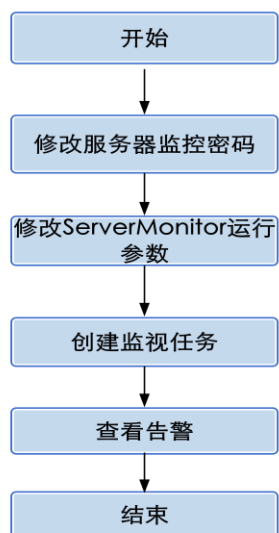 开始
修改服务器监控密码
修改ServerMonitor运行
参数
创建监视任务
查看告警
结束